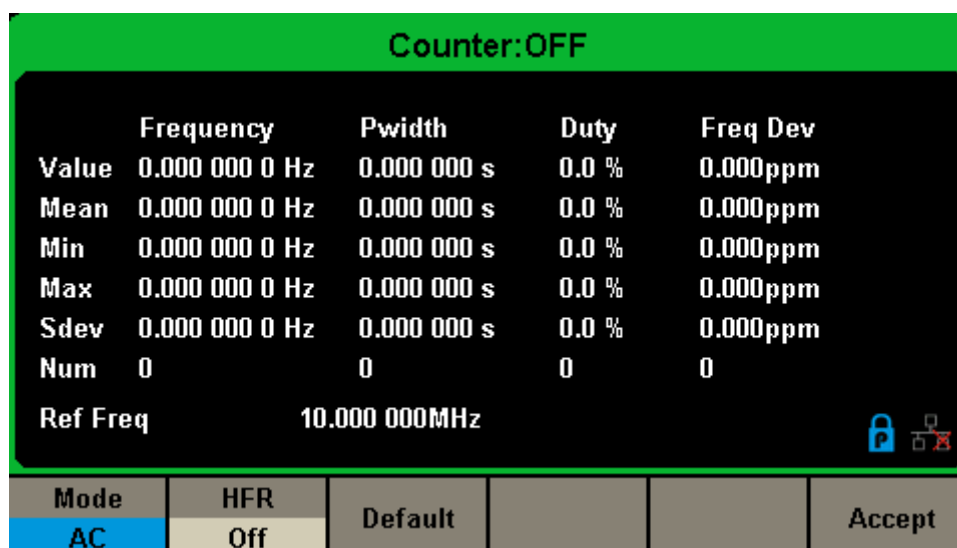 Counter:OFF
Frequency Pwidth Duty Freq Dev
Value 0.000 000 0 Hz 0.000 000 s 0.0 % 0.000ppm
Mean 0.000 000 0 Hz 0.000 000 s 0.0 % 0.000ppm
Min 0.000 000 0 Hz 0.000 000 s 0.0 % 0.000ppm
Max 0.000 000 0 Hz 0.000 000 s 0.0 % 0.000ppm
Sdev 0.000 000 0 Hz 0.000 000 s 0.0 % 0.000ppm
Num 0 0 0 0
Ref Freq 10.000 000MHz
P
Mode HFR Default Accept
AC Off